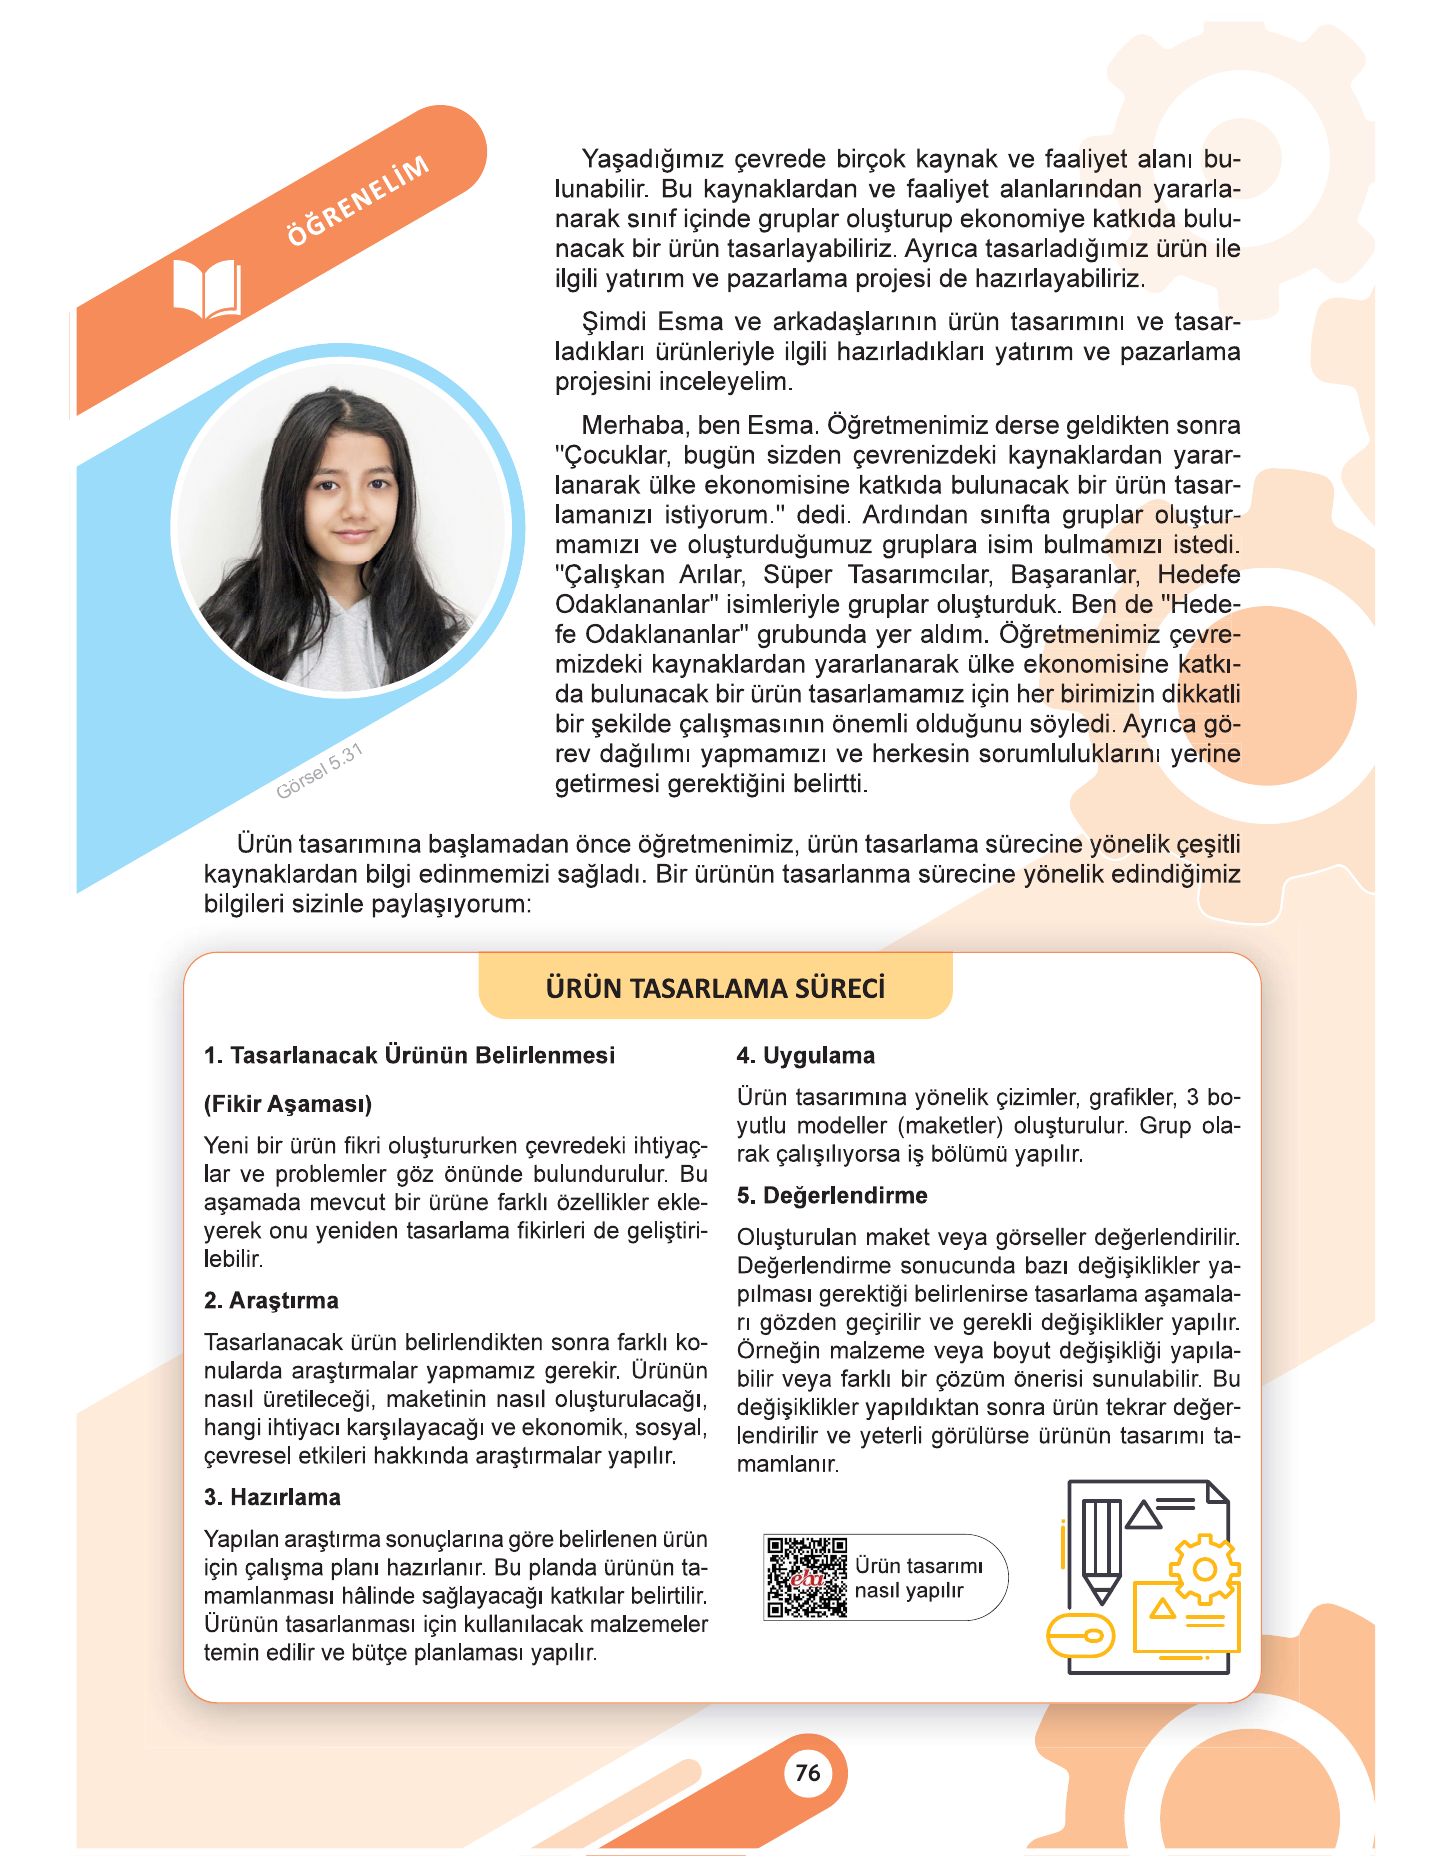 ÖĞRENELİM
Yaşadığımız çevrede birçok kaynak ve faaliyet alanı bu-
lunabilir. Bu kaynaklardan ve faaliyet alanlarından yararla-
narak sınıf içinde gruplar oluşturup ekonomiye katkıda bulu-
nacak bir ürün tasarlayabiliriz. Ayrıca tasarladığımız ürün ile
ilgili yatırım ve pazarlama projesi de hazırlayabiliriz.
Şimdi Esma ve arkadaşlarının ürün tasarımını ve tasar-
ladıkları ürünleriyle ilgili hazırladıkları yatırım ve pazarlama
projesini inceleyelim.
Merhaba, ben Esma. Öğretmenimiz derse geldikten sonra
"Çocuklar, bugün sizden çevrenizdeki kaynaklardan yarar-
lanarak ülke ekonomisine katkıda bulunacak bir ürün tasar-
lamanızı istiyorum." dedi. Ardından sınıfta gruplar oluştur-
mamızı ve oluşturduğumuz gruplara isim bulmamızı istedi.
"Çalışkan Arılar, Süper Tasarımcılar, Başaranlar, Hedefe
Odaklananlar" isimleriyle gruplar oluşturduk. Ben de "Hede-
fe Odaklananlar" grubunda yer aldım. Öğretmenimiz çevre-
mizdeki kaynaklardan yararlanarak ülke ekonomisine katkı-
da bulunacak bir ürün tasarlamamız için her birimizin dikkatli
bir şekilde çalışmasının önemli olduğunu söyledi. Ayrıca gö-
rev dağılımı yapmamızı ve herkesin sorumluluklarını yerine
getirmesi gerektiğini belirtti.
Görsel 5.31
Ürün tasarımına başlamadan önce öğretmenimiz, ürün tasarlama sürecine yönelik çeşitli
kaynaklardan bilgi edinmemizi sağladı. Bir ürünün tasarlanma sürecine yönelik edindiğimiz
bilgileri sizinle paylaşıyorum:
ÜRÜN TASARLAMA SÜRECİ
1. Tasarlanacak Ürünün Belirlenmesi
(Fikir Aşaması)
Yeni bir ürün fikri oluştururken çevredeki ihtiyaç-
lar ve problemler göz önünde bulundurulur. Bu
aşamada mevcut bir ürüne farklı özellikler ekle-
yerek onu yeniden tasarlama fikirleri de geliştiri-
lebilir.
2. Araştırma
Tasarlanacak ürün belirlendikten sonra farklı ko-
nularda araştırmalar yapmamız gerekir. Ürünün
nasıl üretileceği, maketinin nasıl oluşturulacağı,
hangi ihtiyacı karşılayacağı ve ekonomik, sosyal,
çevresel etkileri hakkında araştırmalar yapılır.
3. Hazırlama
Yapılan araştırma sonuçlarına göre belirlenen ürün
için çalışma planı hazırlanır. Bu planda ürünün ta-
mamlanması hâlinde sağlayacağı katkılar belirtilir.
Ürünün tasarlanması için kullanılacak malzemeler
temin edilir ve bütçe planlaması yapılır.
4. Uygulama
Ürün tasarımına yönelik çizimler, grafikler, 3 bo-
yutlu modeller (maketler) oluşturulur. Grup ola-
rak çalışılıyorsa iş bölümü yapılır.
5. Değerlendirme
Oluşturulan maket veya görseller değerlendirilir.
Değerlendirme sonucunda bazı değişiklikler ya-
pılması gerektiği belirlenirse tasarlama aşamala-
rı gözden geçirilir ve gerekli değişiklikler yapılır.
Örneğin malzeme veya boyut değişikliği yapıla-
bilir veya farklı bir çözüm önerisi sunulabilir. Bu
değişiklikler yapıldıktan sonra ürün tekrar değer-
lendirilir ve yeterli görülürse ürünün tasarımı ta-
mamlanır.
eba
Ürün tasarımı
nasıl yapılır
76